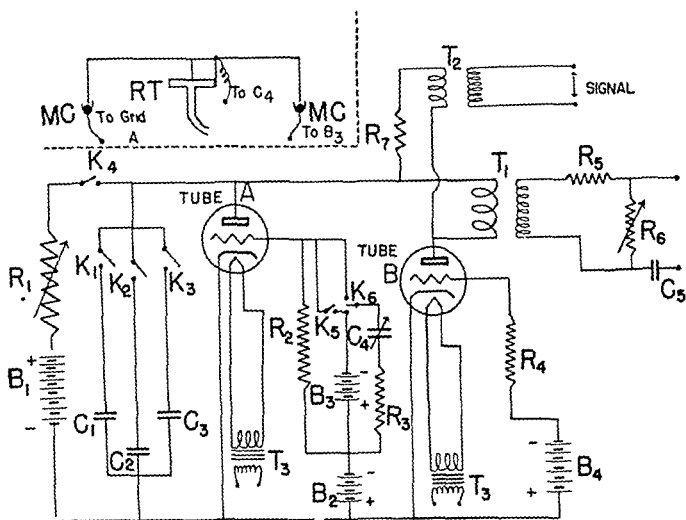 T2
RT
MC
To Grid
A
To C4
MC
To B3
SIGNAL
R7
K4
T1
R5
TUBE A
R6
R1
K1
K2
K3
TUBE
B
K6
K5
C4
C5
R2
R4
+
B1
-
B3
+
R3
C1
C2
C3
T3
B2
-
+
T3
-
B4
+